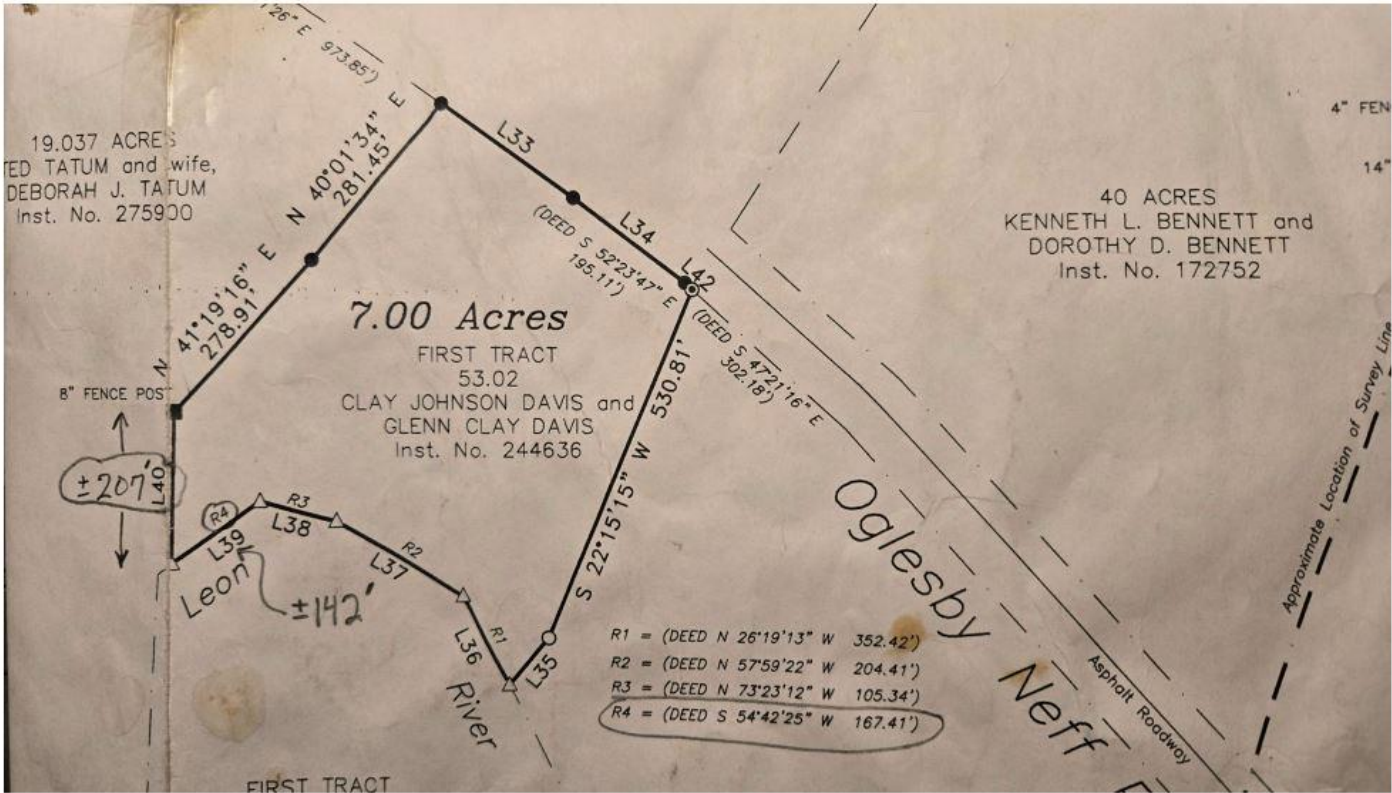 '26" E 973.85')
19.037 ACRES
TED TATUM and wife,
DEBORAH J. TATUM
Inst. No. 275900
N 40°01'34" E
281.45'
N 41°19'16" E
278.91'
L33
L34
(DEED S 52°23'47" E
195.11')
L42
(DEED S 47°21'16" E
302.18')
4" FEN
14"
40 ACRES
KENNETH L. BENNETT and
DOROTHY D. BENNETT
Inst. No. 172752
7.00 Acres
FIRST TRACT
53.02
CLAY JOHNSON DAVIS and
GLENN CLAY DAVIS
Inst. No. 244636
8" FENCE POST
±207'
L40
R4
L39
R3
L38
R2
L37
R1
L36
L35
S 22°15'15" W 530.81'
Leon
River
±142'
R1 = (DEED N 26°19'13" W 352.42')
R2 = (DEED N 57°59'22" W 204.41')
R3 = (DEED N 73°23'12" W 105.34')
R4 = (DEED S 54°42'25" W 167.41')
Oglesby
Neff
Asphalt Roadway
Approximate Location of Survey Line
FIRST TRACT